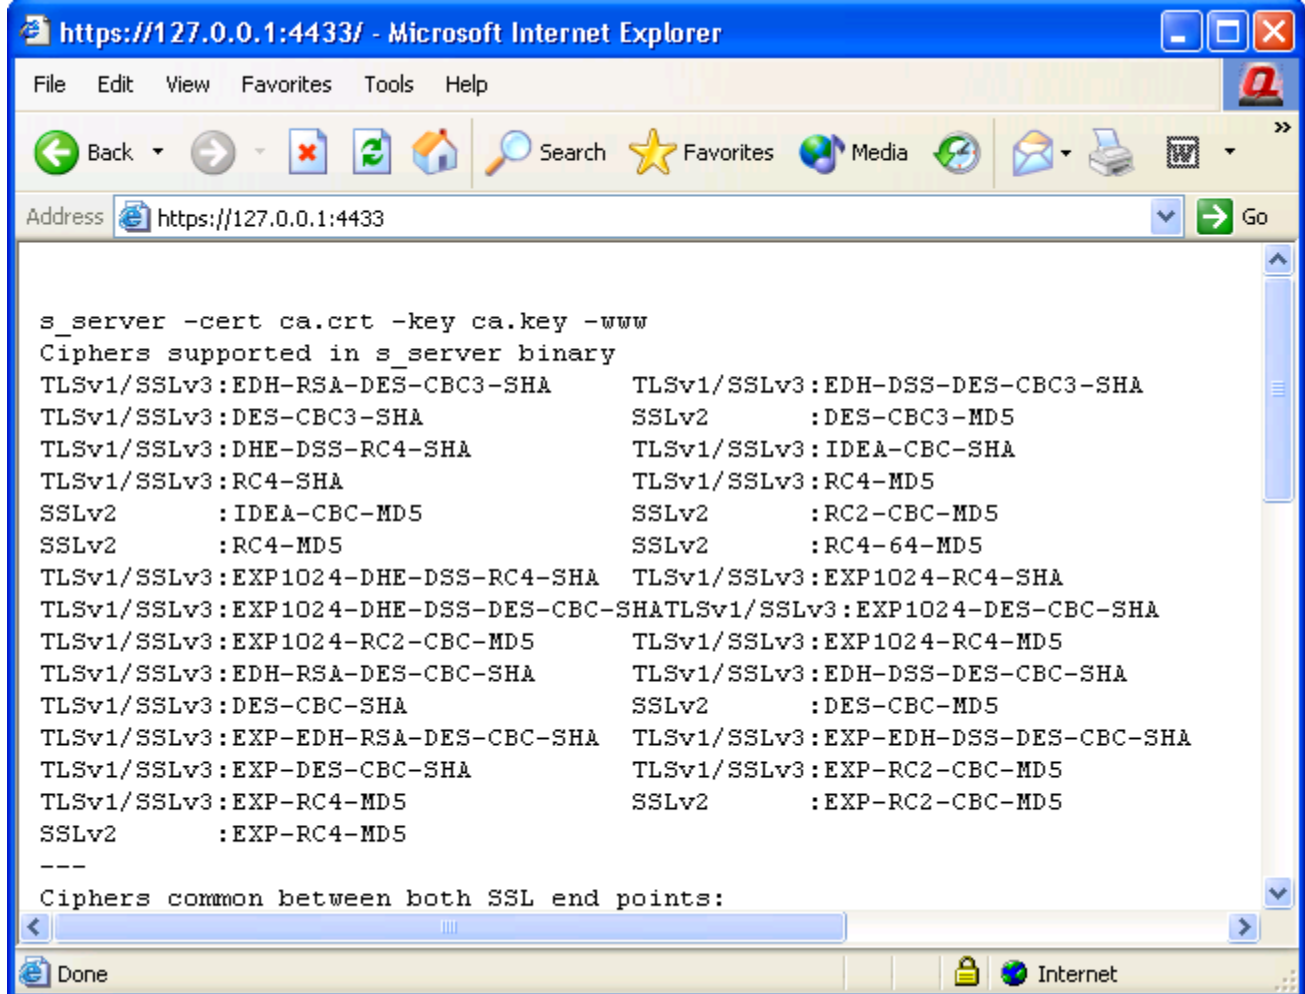 https://127.0.0.1:4433/ - Microsoft Internet Explorer
File Edit View Favorites Tools Help
Back Search Favorites Media »
Address https://127.0.0.1:4433 Go
s_server -cert ca.crt -key ca.key -www
Ciphers supported in s_server binary
TLSv1/SSLv3:EDH-RSA-DES-CBC3-SHA TLSv1/SSLv3:EDH-DSS-DES-CBC3-SHA
TLSv1/SSLv3:DES-CBC3-SHA SSLv2 :DES-CBC3-MD5
TLSv1/SSLv3:DHE-DSS-RC4-SHA TLSv1/SSLv3:IDEA-CBC-SHA
TLSv1/SSLv3:RC4-SHA TLSv1/SSLv3:RC4-MD5
SSLv2 :IDEA-CBC-MD5 SSLv2 :RC2-CBC-MD5
SSLv2 :RC4-MD5 SSLv2 :RC4-64-MD5
TLSv1/SSLv3:EXP1024-DHE-DSS-RC4-SHA TLSv1/SSLv3:EXP1024-RC4-SHA
TLSv1/SSLv3:EXP1024-DHE-DSS-DES-CBC-SHATLSv1/SSLv3:EXP1024-DES-CBC-SHA
TLSv1/SSLv3:EXP1024-RC2-CBC-MD5 TLSv1/SSLv3:EXP1024-RC4-MD5
TLSv1/SSLv3:EDH-RSA-DES-CBC-SHA TLSv1/SSLv3:EDH-DSS-DES-CBC-SHA
TLSv1/SSLv3:DES-CBC-SHA SSLv2 :DES-CBC-MD5
TLSv1/SSLv3:EXP-EDH-RSA-DES-CBC-SHA TLSv1/SSLv3:EXP-EDH-DSS-DES-CBC-SHA
TLSv1/SSLv3:EXP-DES-CBC-SHA TLSv1/SSLv3:EXP-RC2-CBC-MD5
TLSv1/SSLv3:EXP-RC4-MD5 SSLv2 :EXP-RC2-CBC-MD5
SSLv2 :EXP-RC4-MD5
---
Ciphers common between both SSL end points:
Done Internet